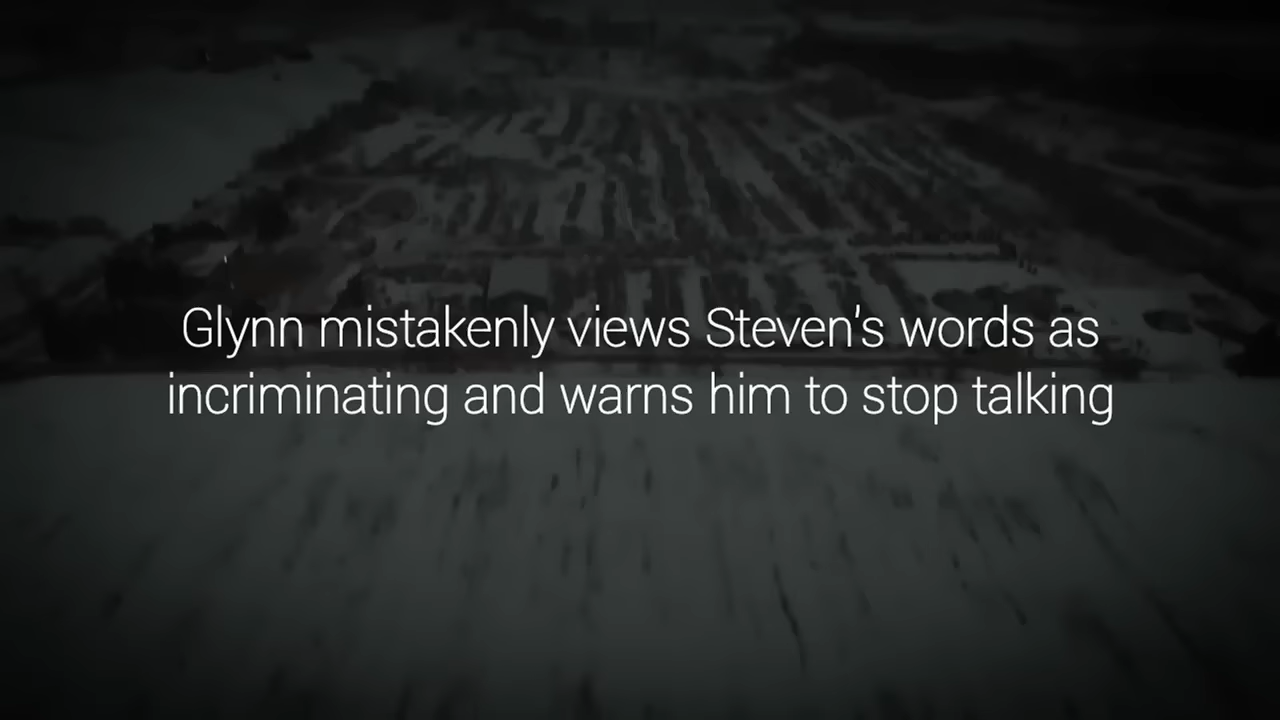 Glynn mistakenly views Steven's words as
incriminating and warns him to stop talking